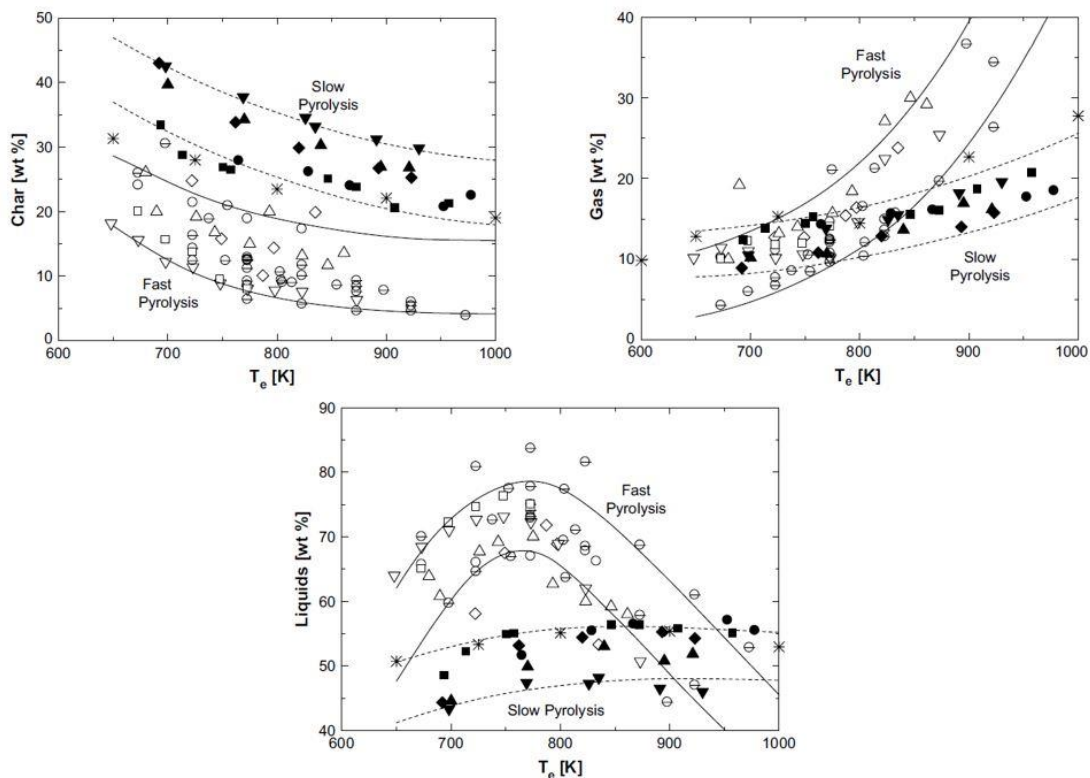 50
40
30
20
10
0
Char [wt %]
Slow
Pyrolysis
Fast
Pyrolysis
600
700
800
900
1000
T_e [K]
40
30
20
10
0
Gas [wt %]
Fast
Pyrolysis
Slow
Pyrolysis
600
700
800
900
1000
T_e [K]
90
80
70
60
50
40
Liquids [wt %]
Fast
Pyrolysis
Slow Pyrolysis
600
700
800
900
1000
T_e [K]